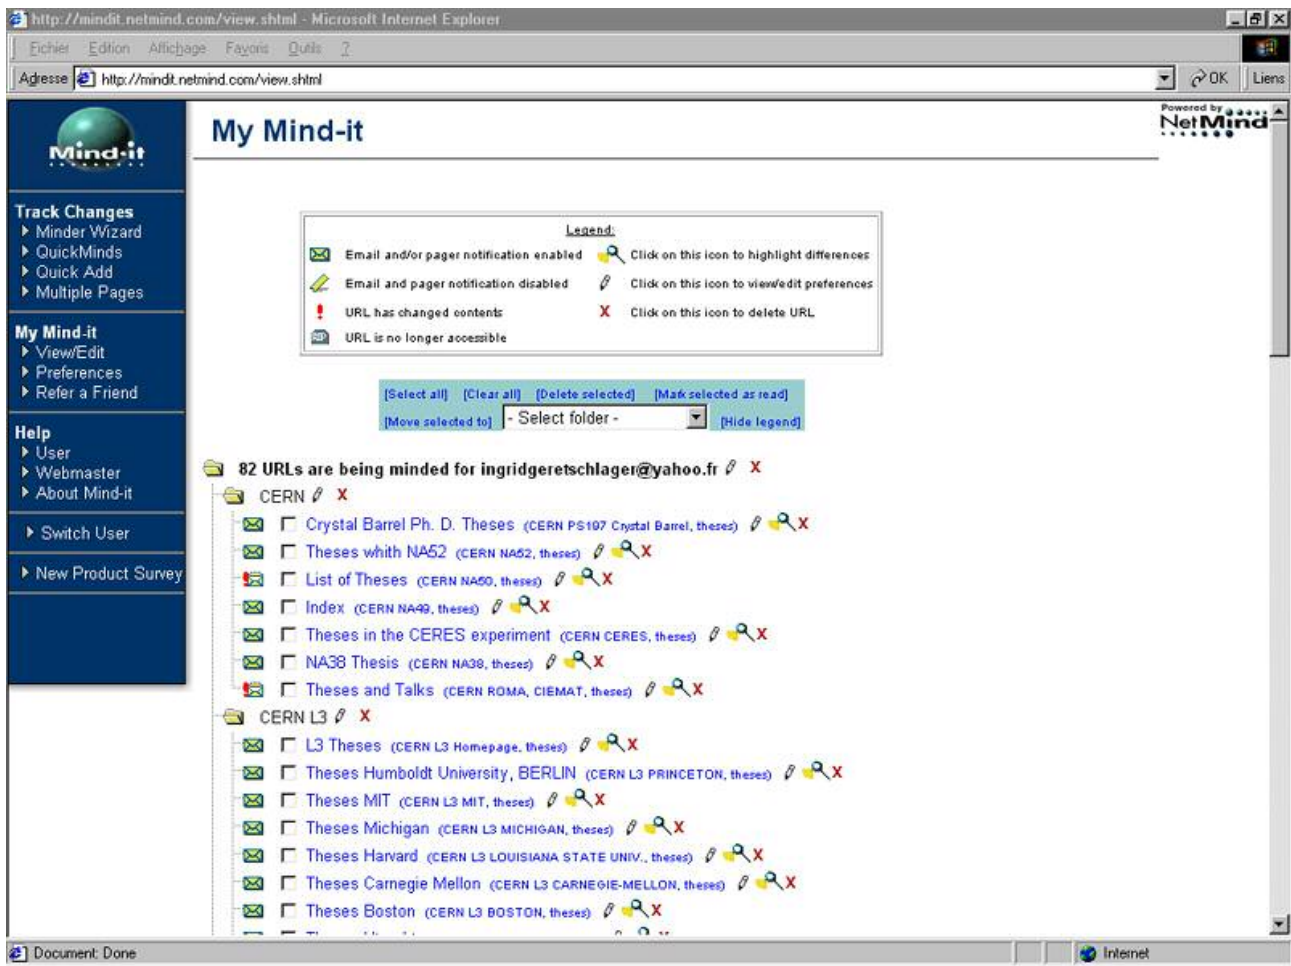 http://mindit.netmind.com/view.shtml - Microsoft Internet Explorer
Fichier Edition Affichage Favoris Outils ?
Adresse http://mindit.netmind.com/view.shtml OK Liens
Mind-it
My Mind-it
Powered by
NetMind
Track Changes
Minder Wizard
QuickMinds
Quick Add
Multiple Pages
My Mind-it
View/Edit
Preferences
Refer a Friend
Help
User
Webmaster
About Mind-it
Switch User
New Product Survey
Legend:
Email and/or pager notification enabled Click on this icon to highlight differences
Email and pager notification disabled Click on this icon to view/edit preferences
URL has changed contents X Click on this icon to delete URL
URL is no longer accessible
[Select all] [Clear all] [Delete selected] [Mark selected as read]
[Move selected to] - Select folder - [Hide legend]
82 URLs are being minded for ingridgeretschlager@yahoo.fr X
CERN X
Crystal Barrel Ph. D. Theses (CERN PS197 Crystal Barrel, theses) X
Theses whith NA52 (CERN NA52, theses) X
List of Theses (CERN NA50, theses) X
Index (CERN NA49, theses) X
Theses in the CERES experiment (CERN CERES, theses) X
NA38 Thesis (CERN NA38, theses) X
Theses and Talks (CERN ROMA, CIEMAT, theses) X
CERN L3 X
L3 Theses (CERN L3 Homepage, theses) X
Theses Humboldt University, BERLIN (CERN L3 PRINCETON, theses) X
Theses MIT (CERN L3 MIT, theses) X
Theses Michigan (CERN L3 MICHIGAN, theses) X
Theses Harvard (CERN L3 LOUISIANA STATE UNIV., theses) X
Theses Carnegie Mellon (CERN L3 CARNEGIE-MELLON, theses) X
Theses Boston (CERN L3 BOSTON, theses) X
Document: Done Internet